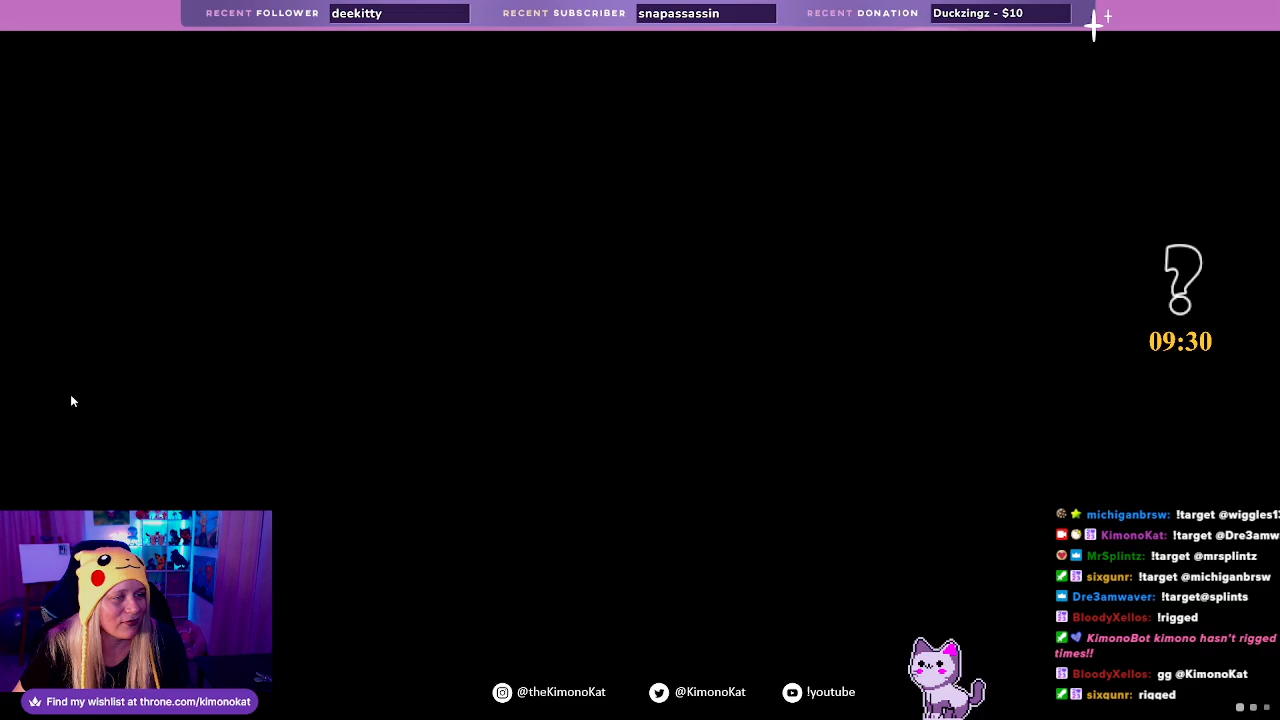 RECENT FOLLOWER deekitty RECENT SUBSCRIBER snapassassin RECENT DONATION Duckzingz - $10
?
09:30
michiganbrsw: !target @wiggles1
KimonoKat: !target @Dre3amw
MrSplintz: !target @mrsplintz
sixgunr: !target @michiganbrsw
Dre3amwaver: !target@splints
BloodyXellos: !rigged
KimonoBot kimono hasn't rigged
times!!
BloodyXellos: gg @KimonoKat
sixgunr: rigged
@theKimonoKat @KimonoKat !youtube
Find my wishlist at throne.com/kimonokat